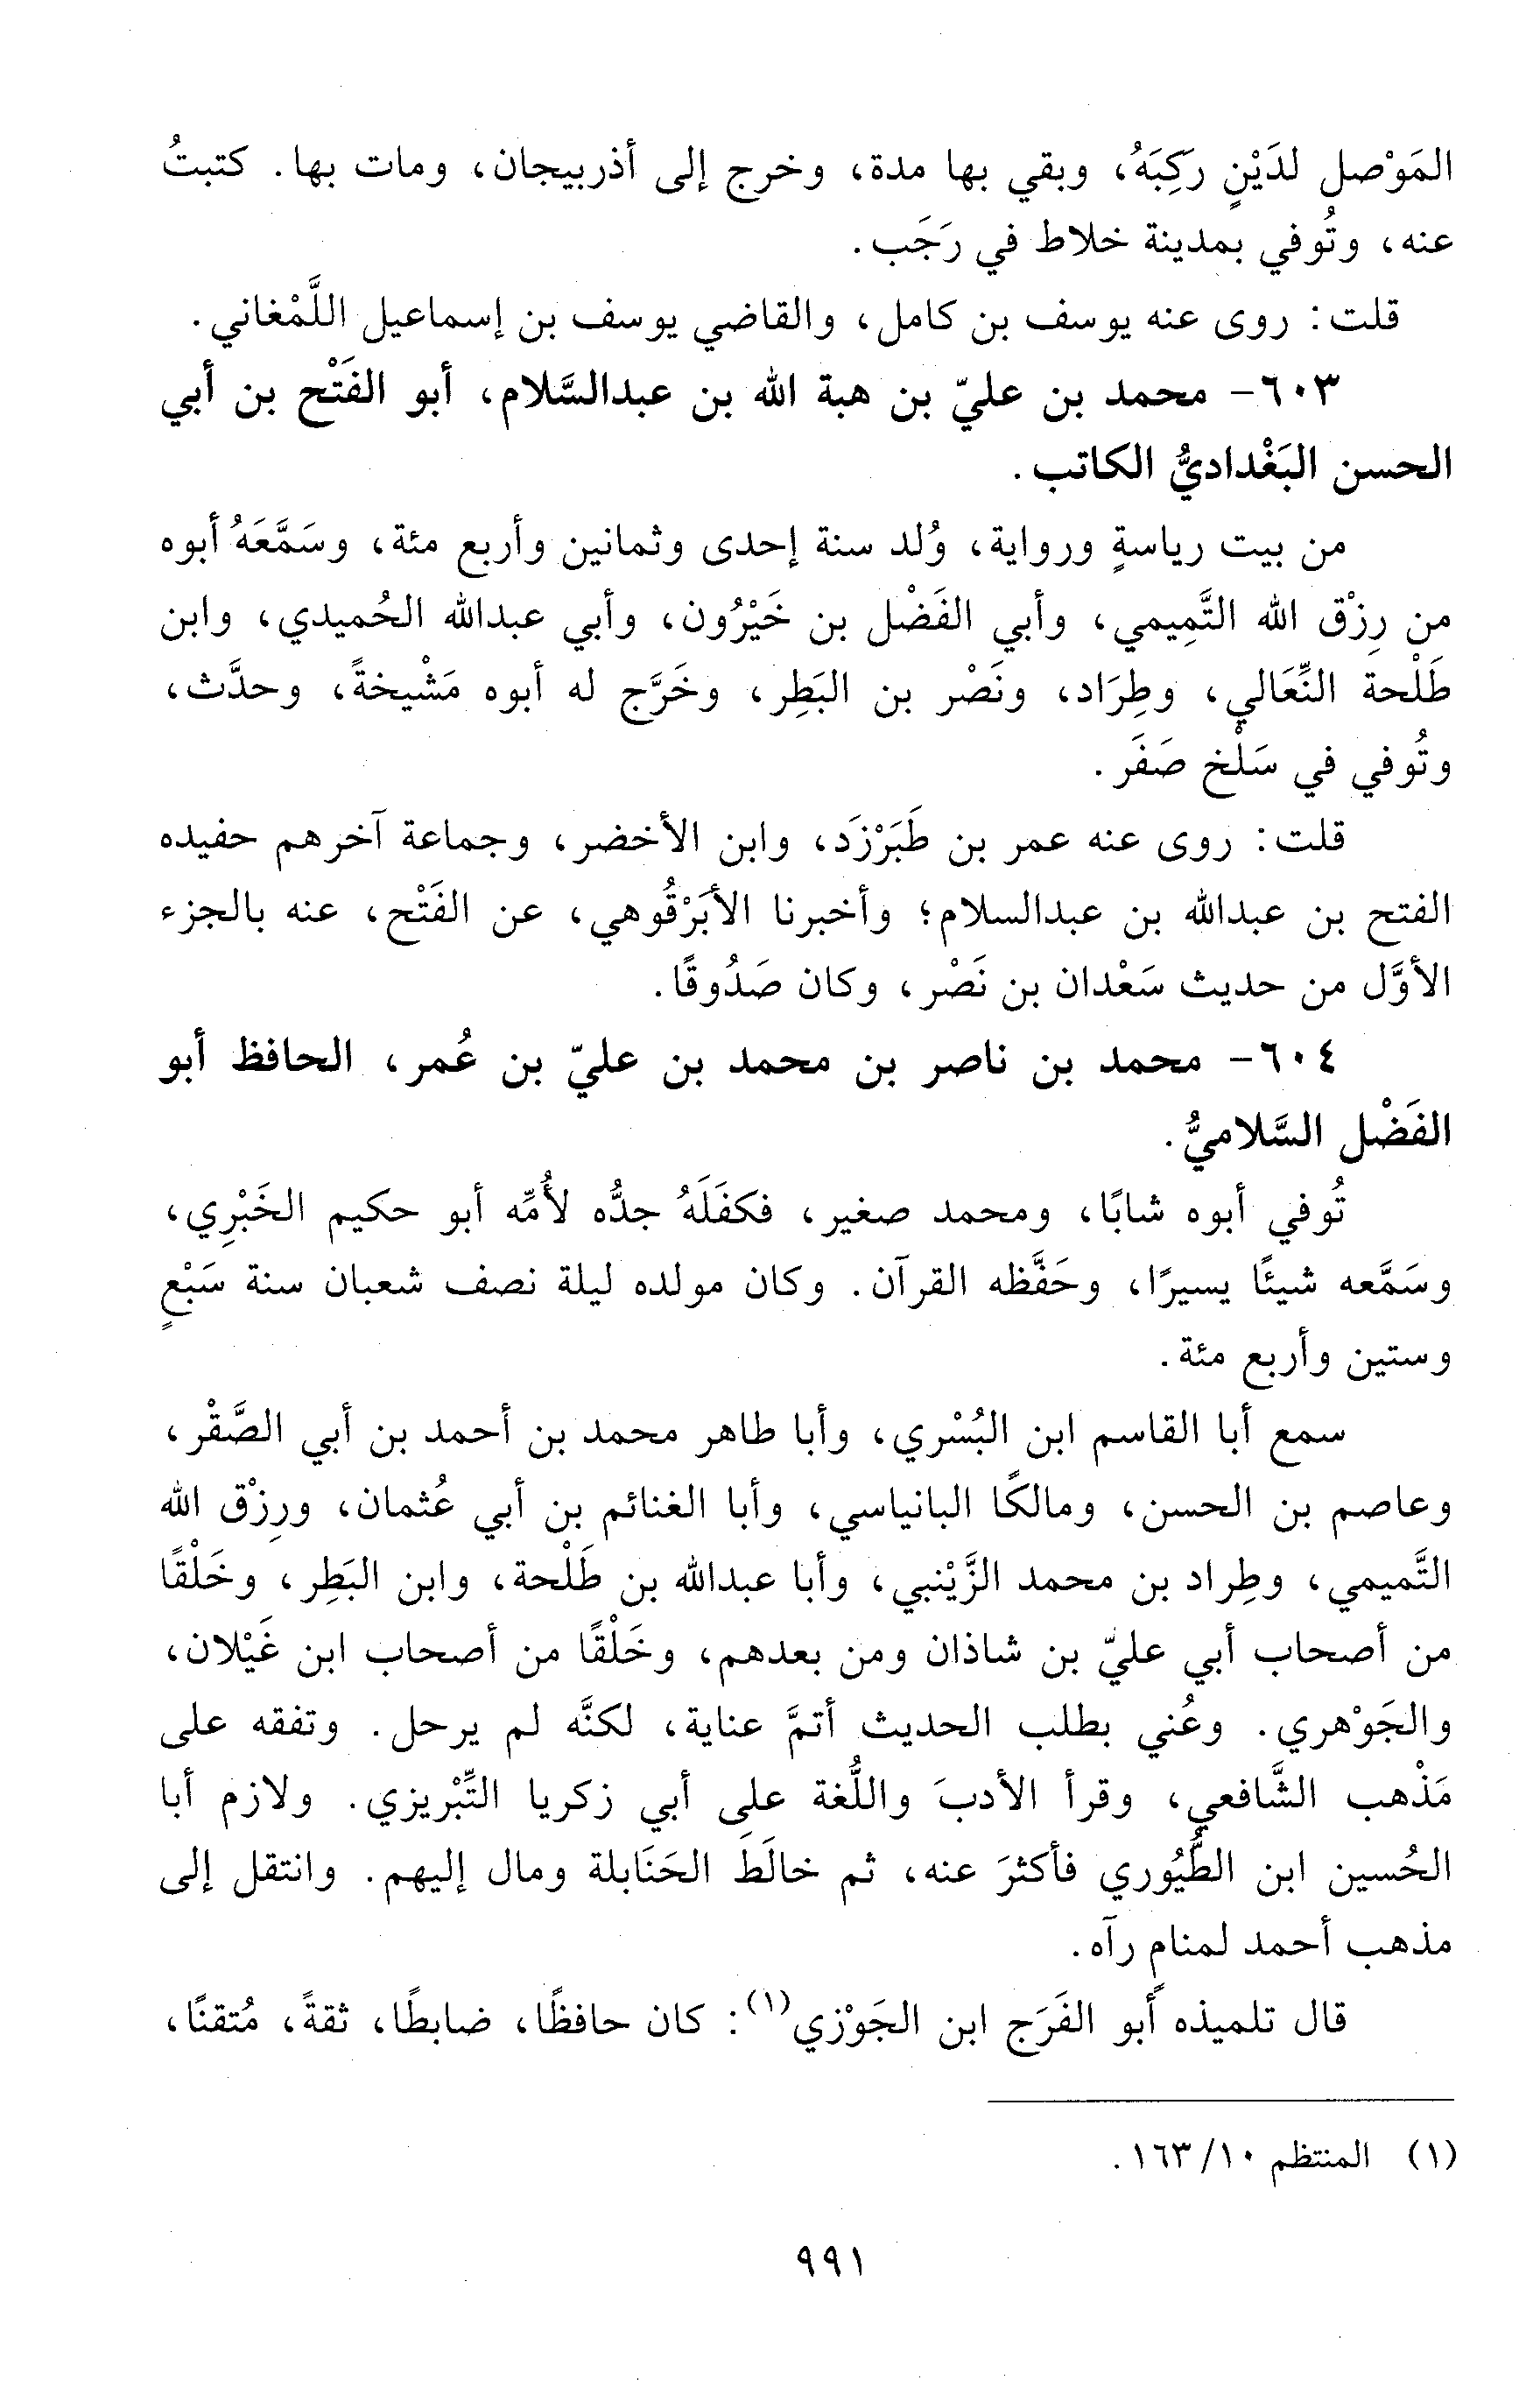 المَوْصل لدَيْنٍ رَكِبَهُ، وبقي بها مدة، وخرج إلى أذربيجان، ومات بها. كتبتُ
عنه، وتُوفي بمدينة خلاط في رَجَب.
قلت: روى عنه يوسف بن كامل، والقاضي يوسف بن إسماعيل اللَّمْغاني.
٦٠٣- محمد بن عليّ بن هبة الله بن عبدالسَّلام، أبو الفَتْح بن أبي
الحسن البَغْداديُّ الكاتب.
من بيت رياسةٍ ورواية، وُلد سنة إحدى وثمانين وأربع مئة، وسَمَّعَهُ أبوه
من رِزْق الله التَّمِيمي، وأبي الفَضْل بن خَيْرُون، وأبي عبدالله الحُميدي، وابن
طَلْحة النِّعَالي، وطِرَاد، ونَصْر بن البَطِر، وخَرَّج له أبوه مَشْيخةً، وحدَّث،
وتُوفي في سَلْخ صَفَر.
قلت: روى عنه عمر بن طَبَرْزَد، وابن الأخضر، وجماعة آخرهم حفيده
الفتح بن عبدالله بن عبدالسلام؛ وأخبرنا الأبَرْقُوهي، عن الفَتْح، عنه بالجزء
الأوَّل من حديث سَعْدان بن نَصْر، وكان صَدُوقًا.
٦٠٤- محمد بن ناصر بن محمد بن عليّ بن عُمر، الحافظ أبو
الفَضْل السَّلاميُّ.
تُوفي أبوه شابًا، ومحمد صغير، فكفَلَهُ جدُّه لأُمِّه أبو حكيم الخَبْرِي،
وسَمَّعه شيئًا يسيرًا، وحَفَّظه القرآن. وكان مولده ليلة نصف شعبان سنة سَبْعٍ
وستين وأربع مئة.
سمع أبا القاسم ابن البُسْري، وأبا طاهر محمد بن أحمد بن أبي الصَّقْر،
وعاصم بن الحسن، ومالكًا البانياسي، وأبا الغنائم بن أبي عُثمان، ورِزْق الله
التَّميمي، وطِراد بن محمد الزَّيْنبي، وأبا عبدالله بن طَلْحة، وابن البَطِر، وخَلْقًا
من أصحاب أبي عليّ بن شاذان ومن بعدهم، وخَلْقًا من أصحاب ابن غَيْلان،
والجَوْهري. وعُني بطلب الحديث أتمَّ عناية، لكنَّه لم يرحل. وتفقه على
مَذْهب الشَّافعي، وقرأ الأدبَ واللُّغة على أبي زكريا التِّبْريزي. ولازم أبا
الحُسين ابن الطُّيُوري فأكثرَ عنه، ثم خالَطَ الحَنَابلة ومال إليهم. وانتقل إلى
مذهب أحمد لمنامٍ رآه.
قال تلميذه أبو الفَرَج ابن الجَوْزي(١): كان حافظًا، ضابطًا، ثقةً، مُتقنًا،
(١) المنتظم ١٠/ ١٦٣.
٩٩١